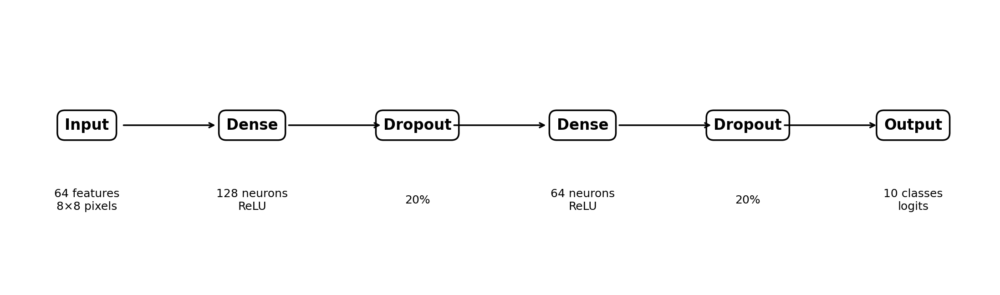 Input
Dense
Dropout
Dense
Dropout
Output
64 features
8×8 pixels
128 neurons
ReLU
20%
64 neurons
ReLU
20%
10 classes
logits